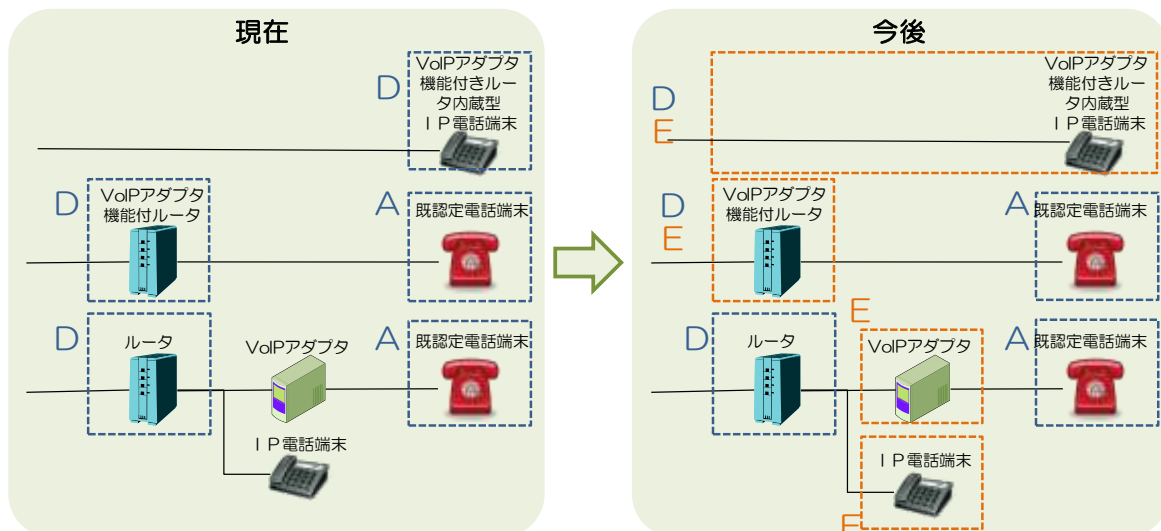 現在
D
VoIPアダプタ
機能付きルー
タ内蔵型
ＩＰ電話端末
D
VoIPアダプタ
機能付ルータ
A
既認定電話端末
D
ルータ
VoIPアダプタ
A
既認定電話端末
ＩＰ電話端末
今後
D
E
VoIPアダプタ
機能付きルー
タ内蔵型
ＩＰ電話端末
D
E
VoIPアダプタ
機能付ルータ
A
既認定電話端末
D
ルータ
E
VoIPアダプタ
A
既認定電話端末
ＩＰ電話端末
E